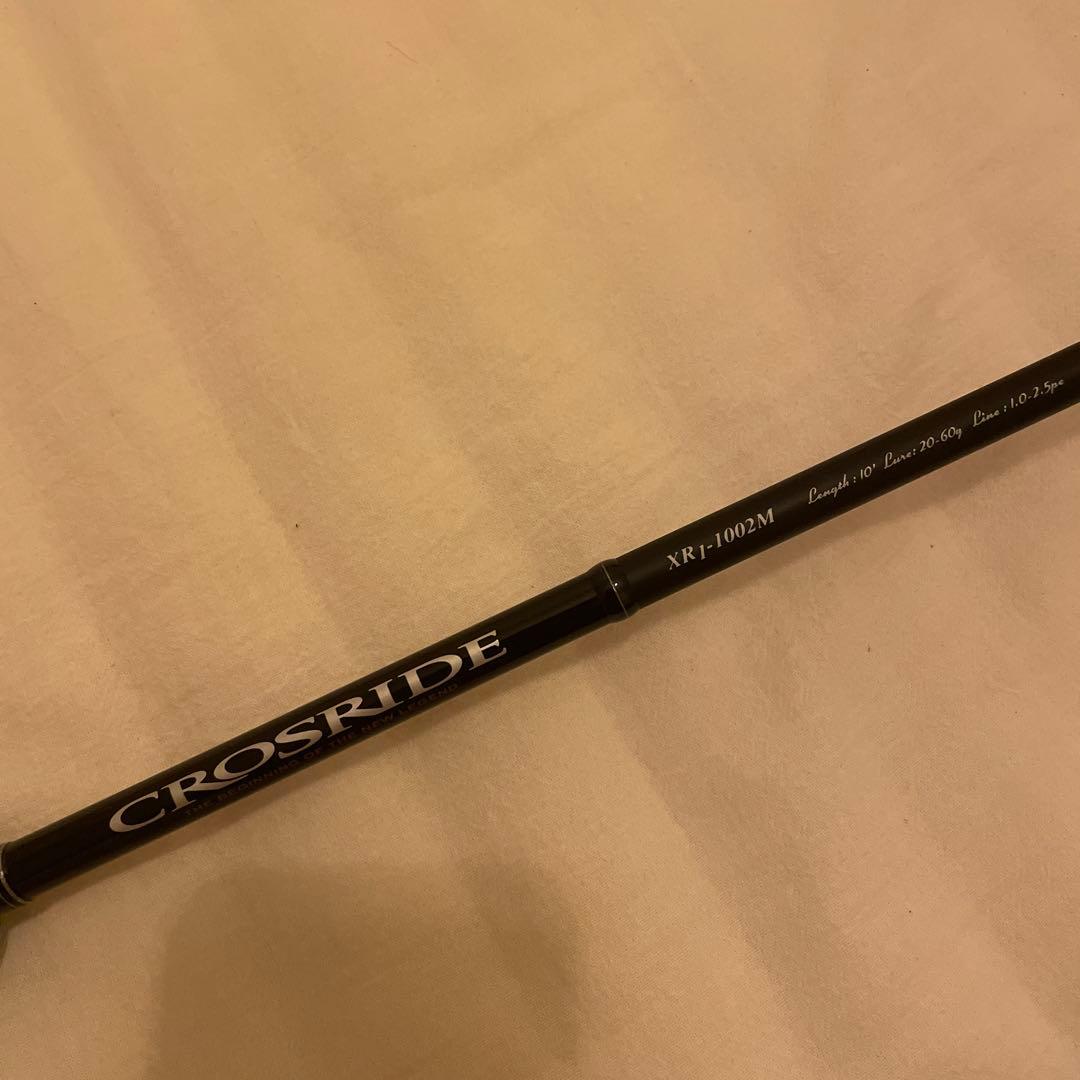 CROSRIDE
THE BEGINNING OF THE NEW LEGEND
XR1-1002M
Length : 10' Lure: 20-60g Line : 1.0-2.5pe